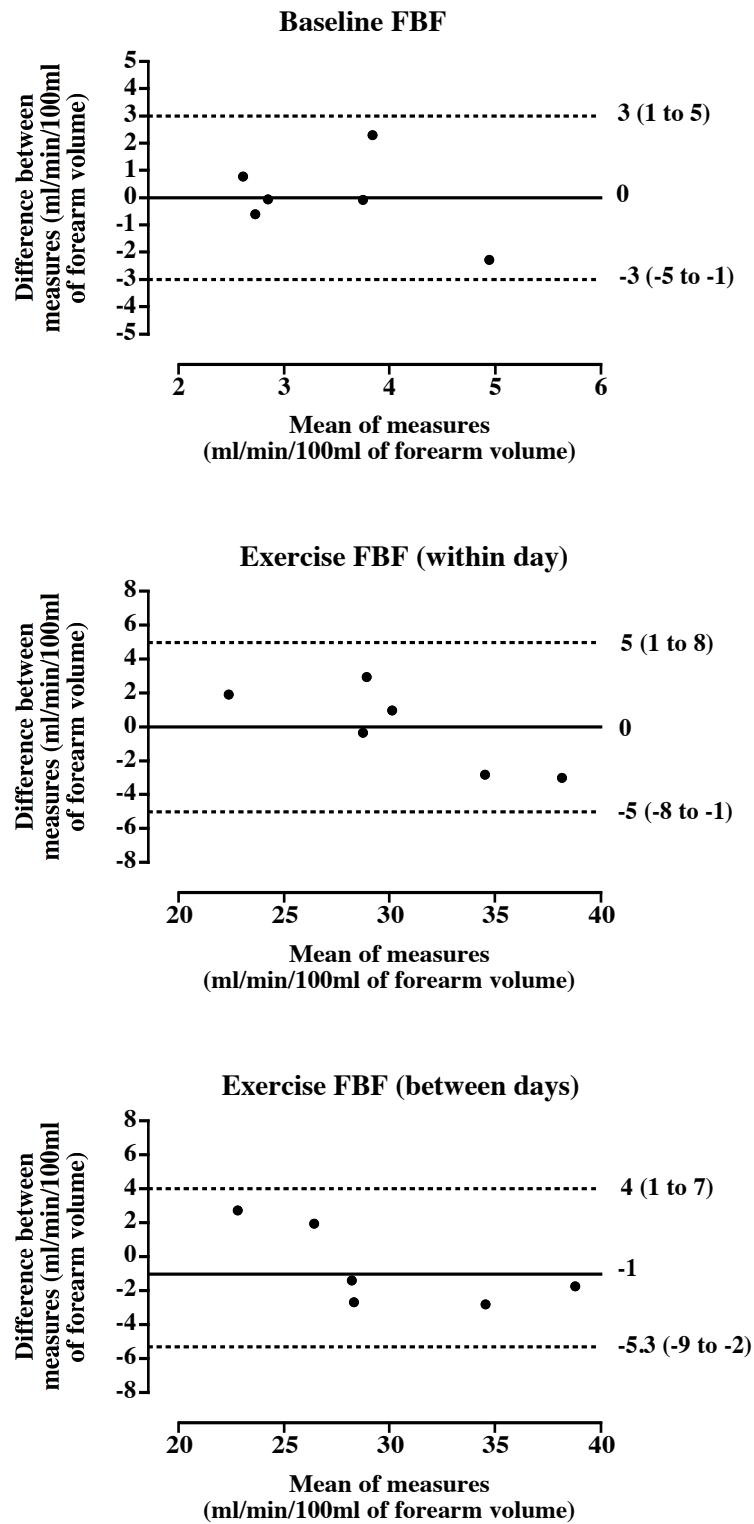 Baseline FBF
Difference between
measures (ml/min/100ml
of forearm volume)
5
4
3
2
1
0
-1
-2
-3
-4
-5
3 (1 to 5)
0
-3 (-5 to -1)
2 3 4 5 6
Mean of measures
(ml/min/100ml of forearm volume)
Exercise FBF (within day)
Difference between
measures (ml/min/100ml
of forearm volume)
8
6
4
2
0
-2
-4
-6
-8
5 (1 to 8)
0
-5 (-8 to -1)
20 25 30 35 40
Mean of measures
(ml/min/100ml of forearm volume)
Exercise FBF (between days)
Difference between
measures (ml/min/100ml
of forearm volume)
8
6
4
2
0
-2
-4
-6
-8
4 (1 to 7)
-1
-5.3 (-9 to -2)
20 25 30 35 40
Mean of measures
(ml/min/100ml of forearm volume)